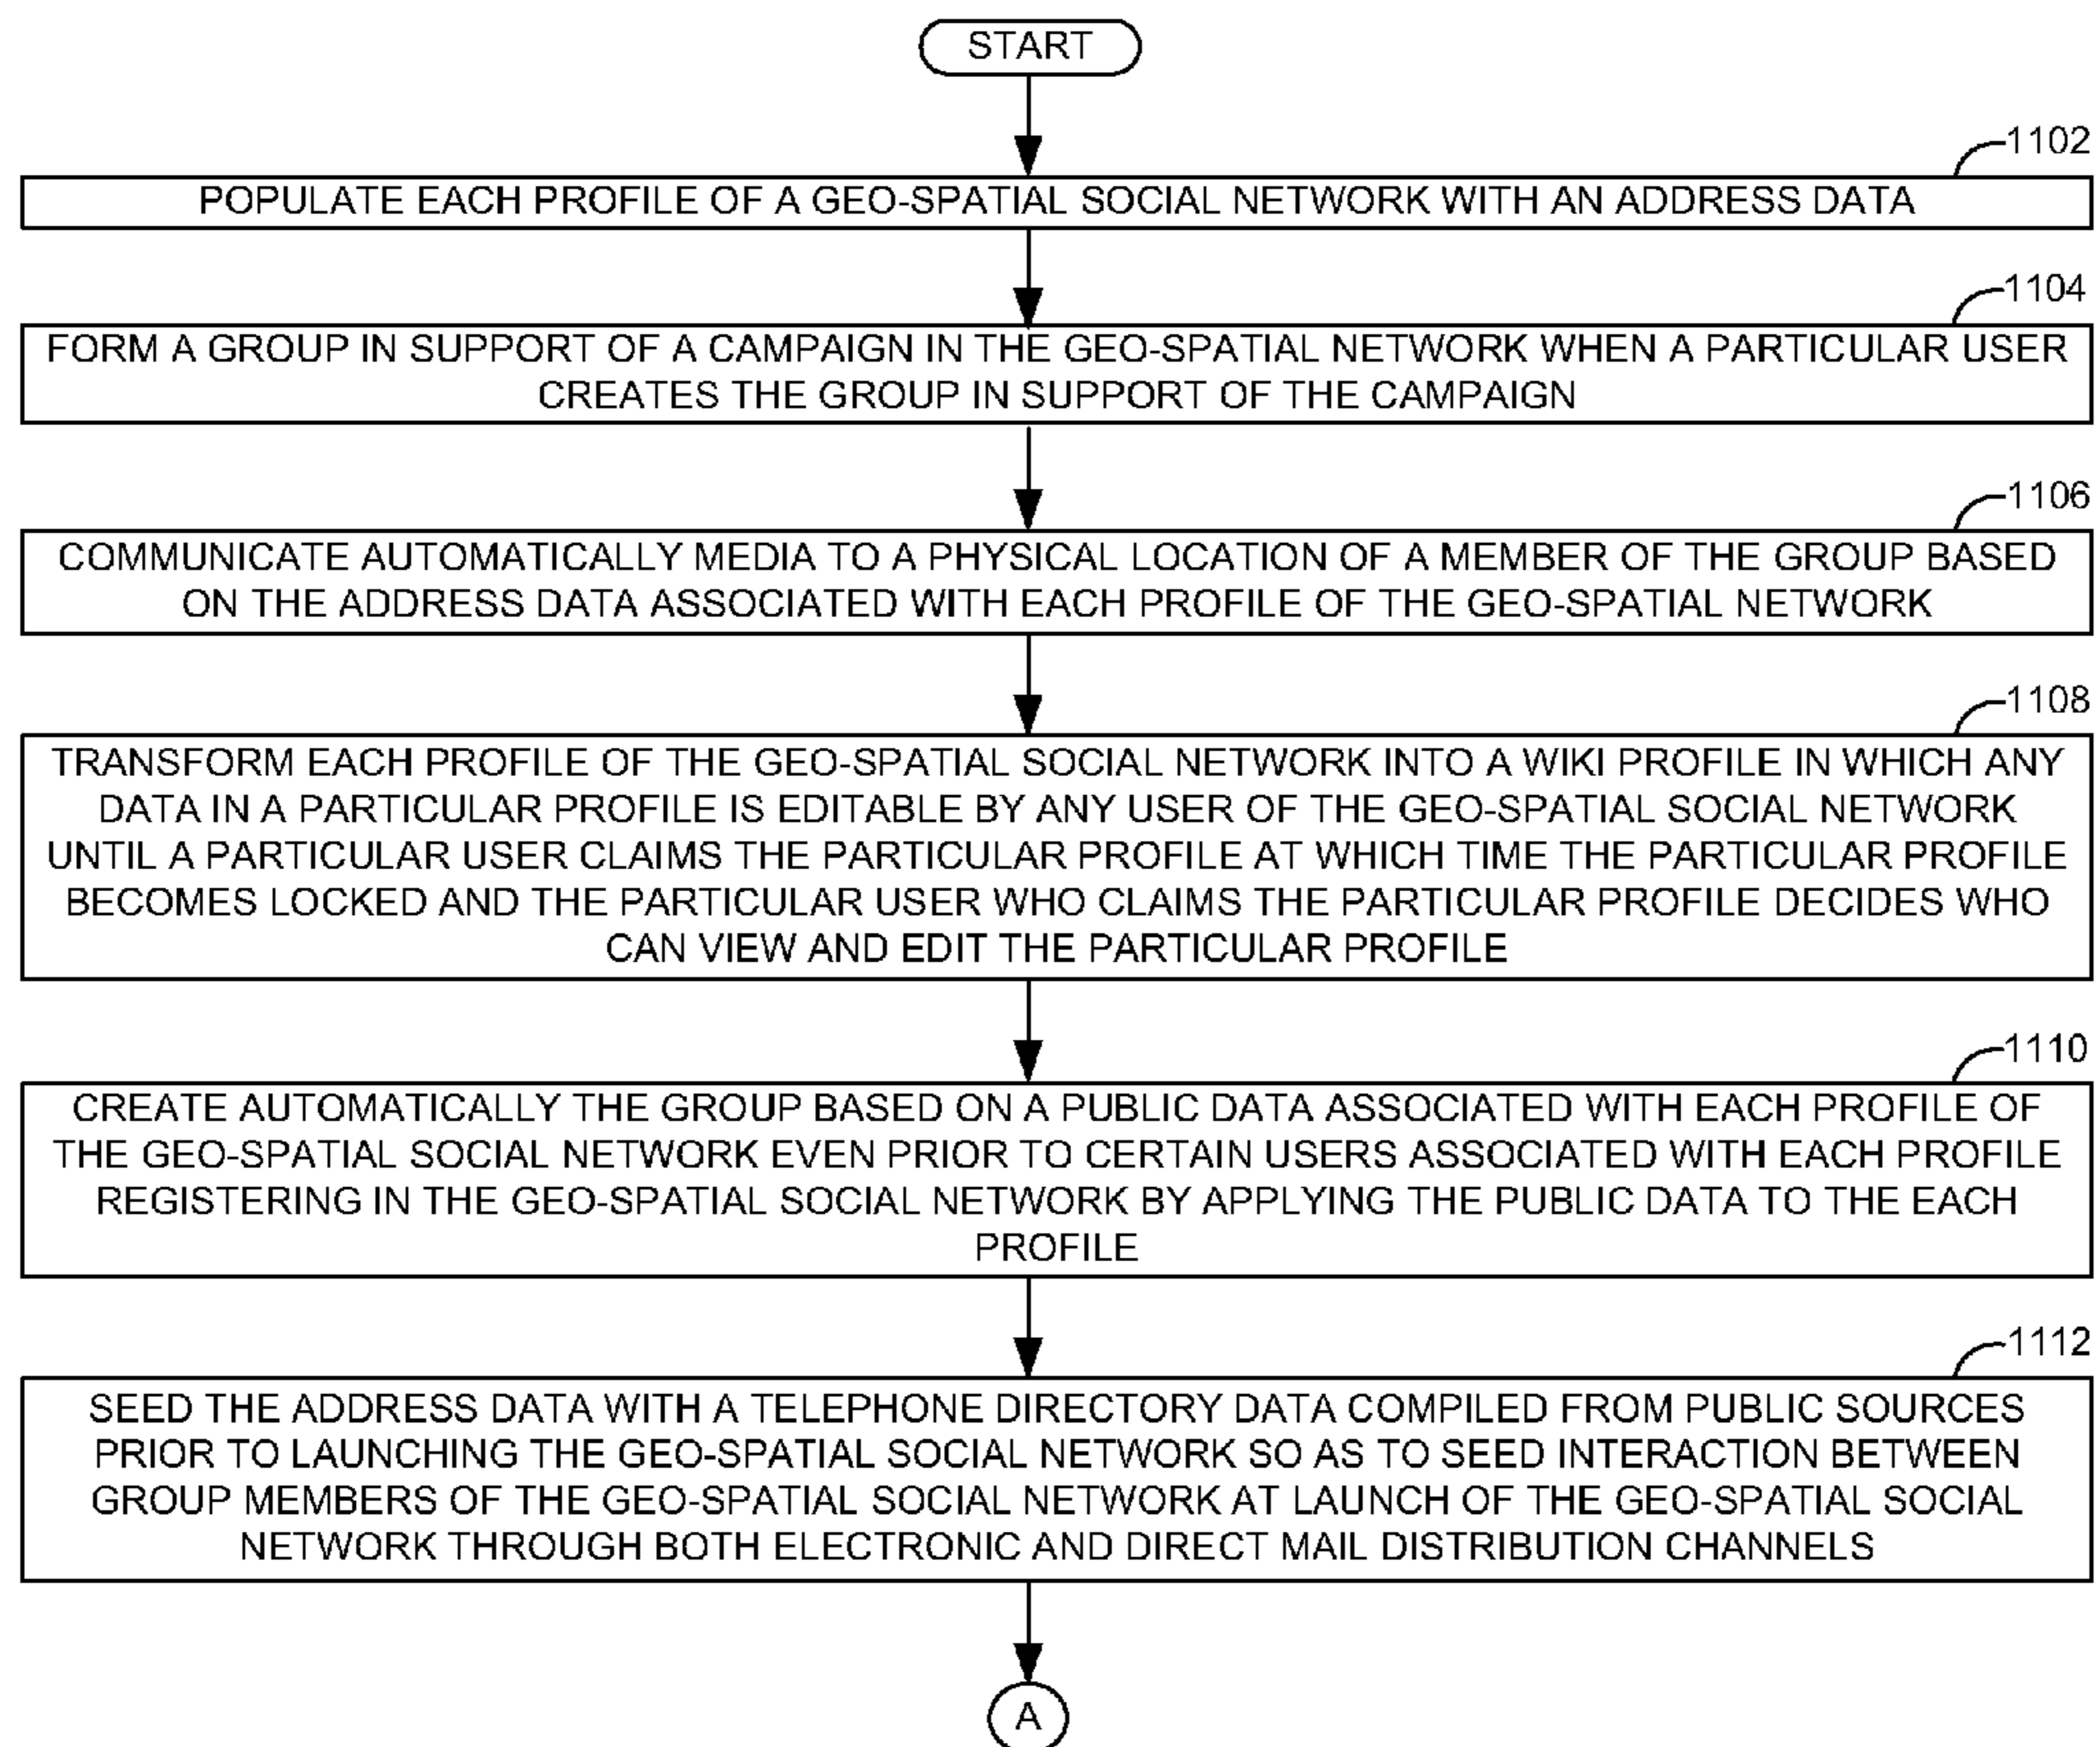 START
1102
POPULATE EACH PROFILE OF A GEO-SPATIAL SOCIAL NETWORK WITH AN ADDRESS DATA
1104
FORM A GROUP IN SUPPORT OF A CAMPAIGN IN THE GEO-SPATIAL NETWORK WHEN A PARTICULAR USER
CREATES THE GROUP IN SUPPORT OF THE CAMPAIGN
1106
COMMUNICATE AUTOMATICALLY MEDIA TO A PHYSICAL LOCATION OF A MEMBER OF THE GROUP BASED
ON THE ADDRESS DATA ASSOCIATED WITH EACH PROFILE OF THE GEO-SPATIAL NETWORK
1108
TRANSFORM EACH PROFILE OF THE GEO-SPATIAL SOCIAL NETWORK INTO A WIKI PROFILE IN WHICH ANY
DATA IN A PARTICULAR PROFILE IS EDITABLE BY ANY USER OF THE GEO-SPATIAL SOCIAL NETWORK
UNTIL A PARTICULAR USER CLAIMS THE PARTICULAR PROFILE AT WHICH TIME THE PARTICULAR PROFILE
BECOMES LOCKED AND THE PARTICULAR USER WHO CLAIMS THE PARTICULAR PROFILE DECIDES WHO
CAN VIEW AND EDIT THE PARTICULAR PROFILE
1110
CREATE AUTOMATICALLY THE GROUP BASED ON A PUBLIC DATA ASSOCIATED WITH EACH PROFILE OF
THE GEO-SPATIAL SOCIAL NETWORK EVEN PRIOR TO CERTAIN USERS ASSOCIATED WITH EACH PROFILE
REGISTERING IN THE GEO-SPATIAL SOCIAL NETWORK BY APPLYING THE PUBLIC DATA TO THE EACH
PROFILE
1112
SEED THE ADDRESS DATA WITH A TELEPHONE DIRECTORY DATA COMPILED FROM PUBLIC SOURCES
PRIOR TO LAUNCHING THE GEO-SPATIAL SOCIAL NETWORK SO AS TO SEED INTERACTION BETWEEN
GROUP MEMBERS OF THE GEO-SPATIAL SOCIAL NETWORK AT LAUNCH OF THE GEO-SPATIAL SOCIAL
NETWORK THROUGH BOTH ELECTRONIC AND DIRECT MAIL DISTRIBUTION CHANNELS
A